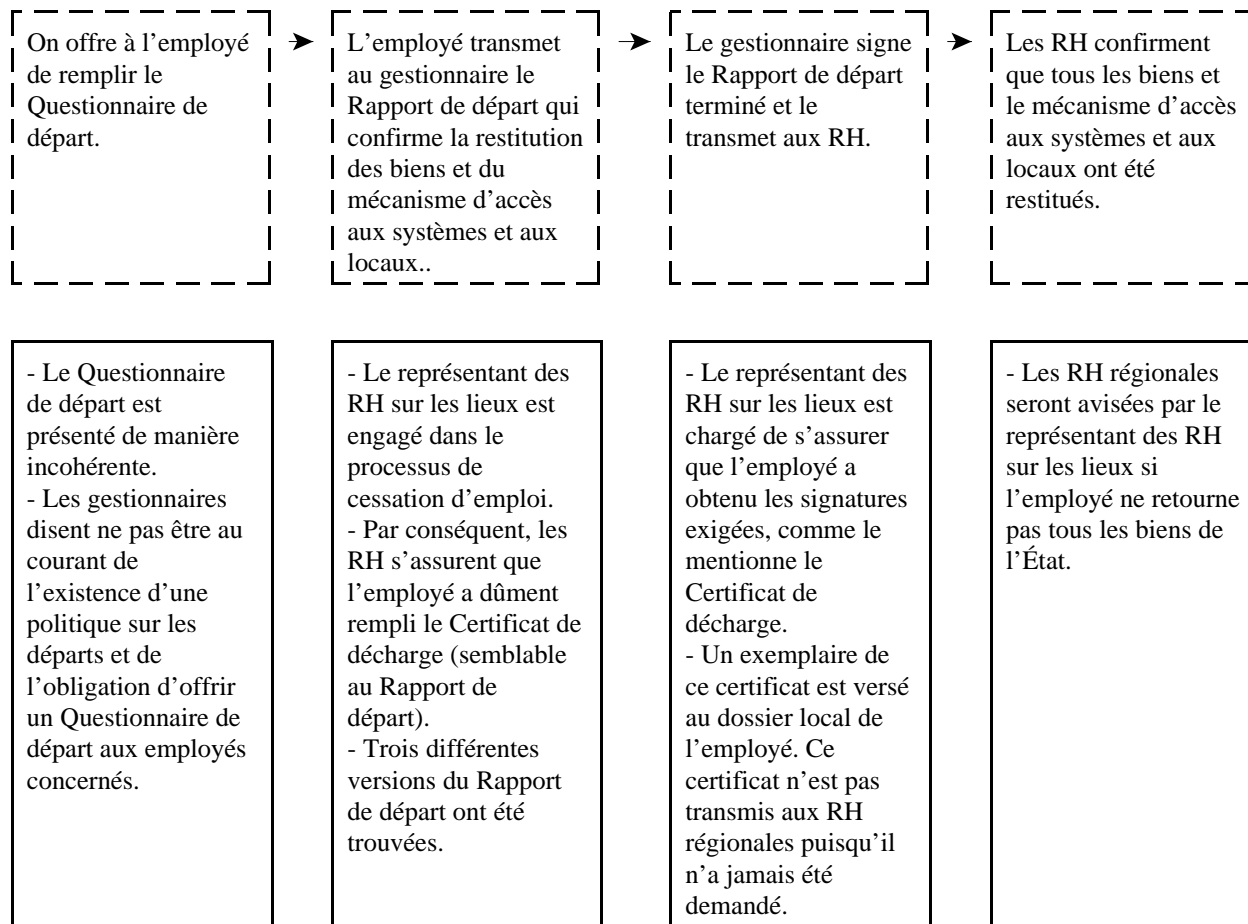 On offre à l’employé
de remplir le
Questionnaire de
départ.
L’employé transmet
au gestionnaire le
Rapport de départ qui
confirme la restitution
des biens et du
mécanisme d’accès
aux systèmes et aux
locaux..
Le gestionnaire signe
le Rapport de départ
terminé et le
transmet aux RH.
Les RH confirment
que tous les biens et
le mécanisme d’accès
aux systèmes et aux
locaux ont été
restitués.
- Le Questionnaire
de départ est
présenté de manière
incohérente.
- Les gestionnaires
disent ne pas être au
courant de
l’existence d’une
politique sur les
départs et de
l’obligation d’offrir
un Questionnaire de
départ aux employés
concernés.
- Le représentant des
RH sur les lieux est
engagé dans le
processus de
cessation d’emploi.
- Par conséquent, les
RH s’assurent que
l’employé a dûment
rempli le Certificat de
décharge (semblable
au Rapport de
départ).
- Trois différentes
versions du Rapport
de départ ont été
trouvées.
- Le représentant des
RH sur les lieux est
chargé de s’assurer
que l’employé a
obtenu les signatures
exigées, comme le
mentionne le
Certificat de
décharge.
- Un exemplaire de
ce certificat est versé
au dossier local de
l’employé. Ce
certificat n’est pas
transmis aux RH
régionales puisqu’il
n’a jamais été
demandé.
- Les RH régionales
seront avisées par le
représentant des RH
sur les lieux si
l’employé ne retourne
pas tous les biens de
l’État.